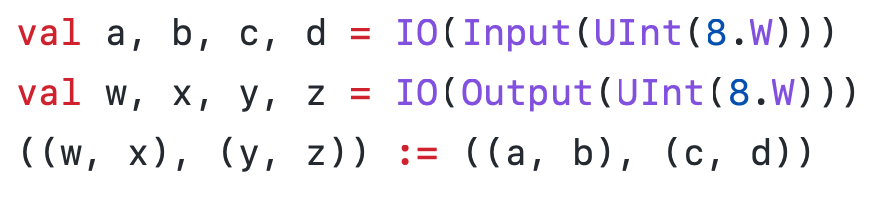 val a, b, c, d = IO(Input(UInt(8.W)))
val w, x, y, z = IO(Output(UInt(8.W)))
((w, x), (y, z)) := ((a, b), (c, d))